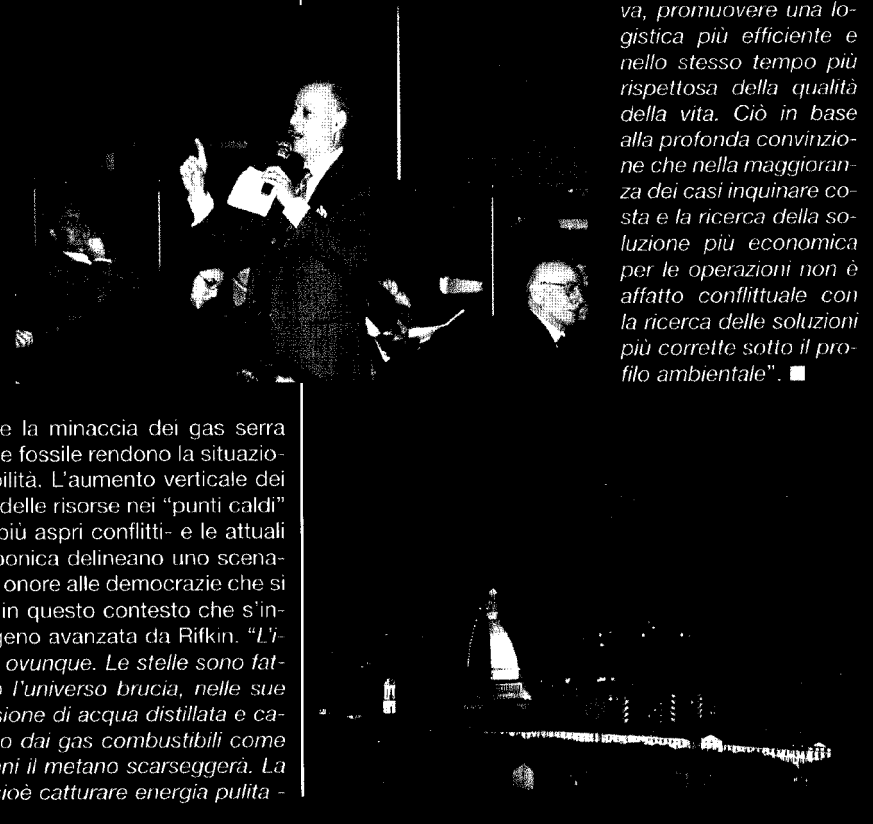 va, promuovere una lo-
gistica più efficiente e
nello stesso tempo più
rispettosa della qualità
della vita. Ciò in base
alla profonda convinzio-
ne che nella maggioran-
za dei casi inquinare co-
sta e la ricerca della so-
luzione più economica
per le operazioni non è
affatto conflittuale con
la ricerca delle soluzioni
più corrette sotto il pro-
filo ambientale". ■
e la minaccia dei gas serra
e fossile rendono la situazio-
bilità. L'aumento verticale dei
delle risorse nei "punti caldi"
più aspri conflitti- e le attuali
ponica delineano uno scena-
onore alle democrazie che si
in questo contesto che s'in-
geno avanzata da Rifkin. "L'i-
ovunque. Le stelle sono fat-
o l'universo brucia, nelle sue
sione di acqua distillata e ca-
o dai gas combustibili come
ni il metano scarseggerà. La
cioè catturare energia pulita -